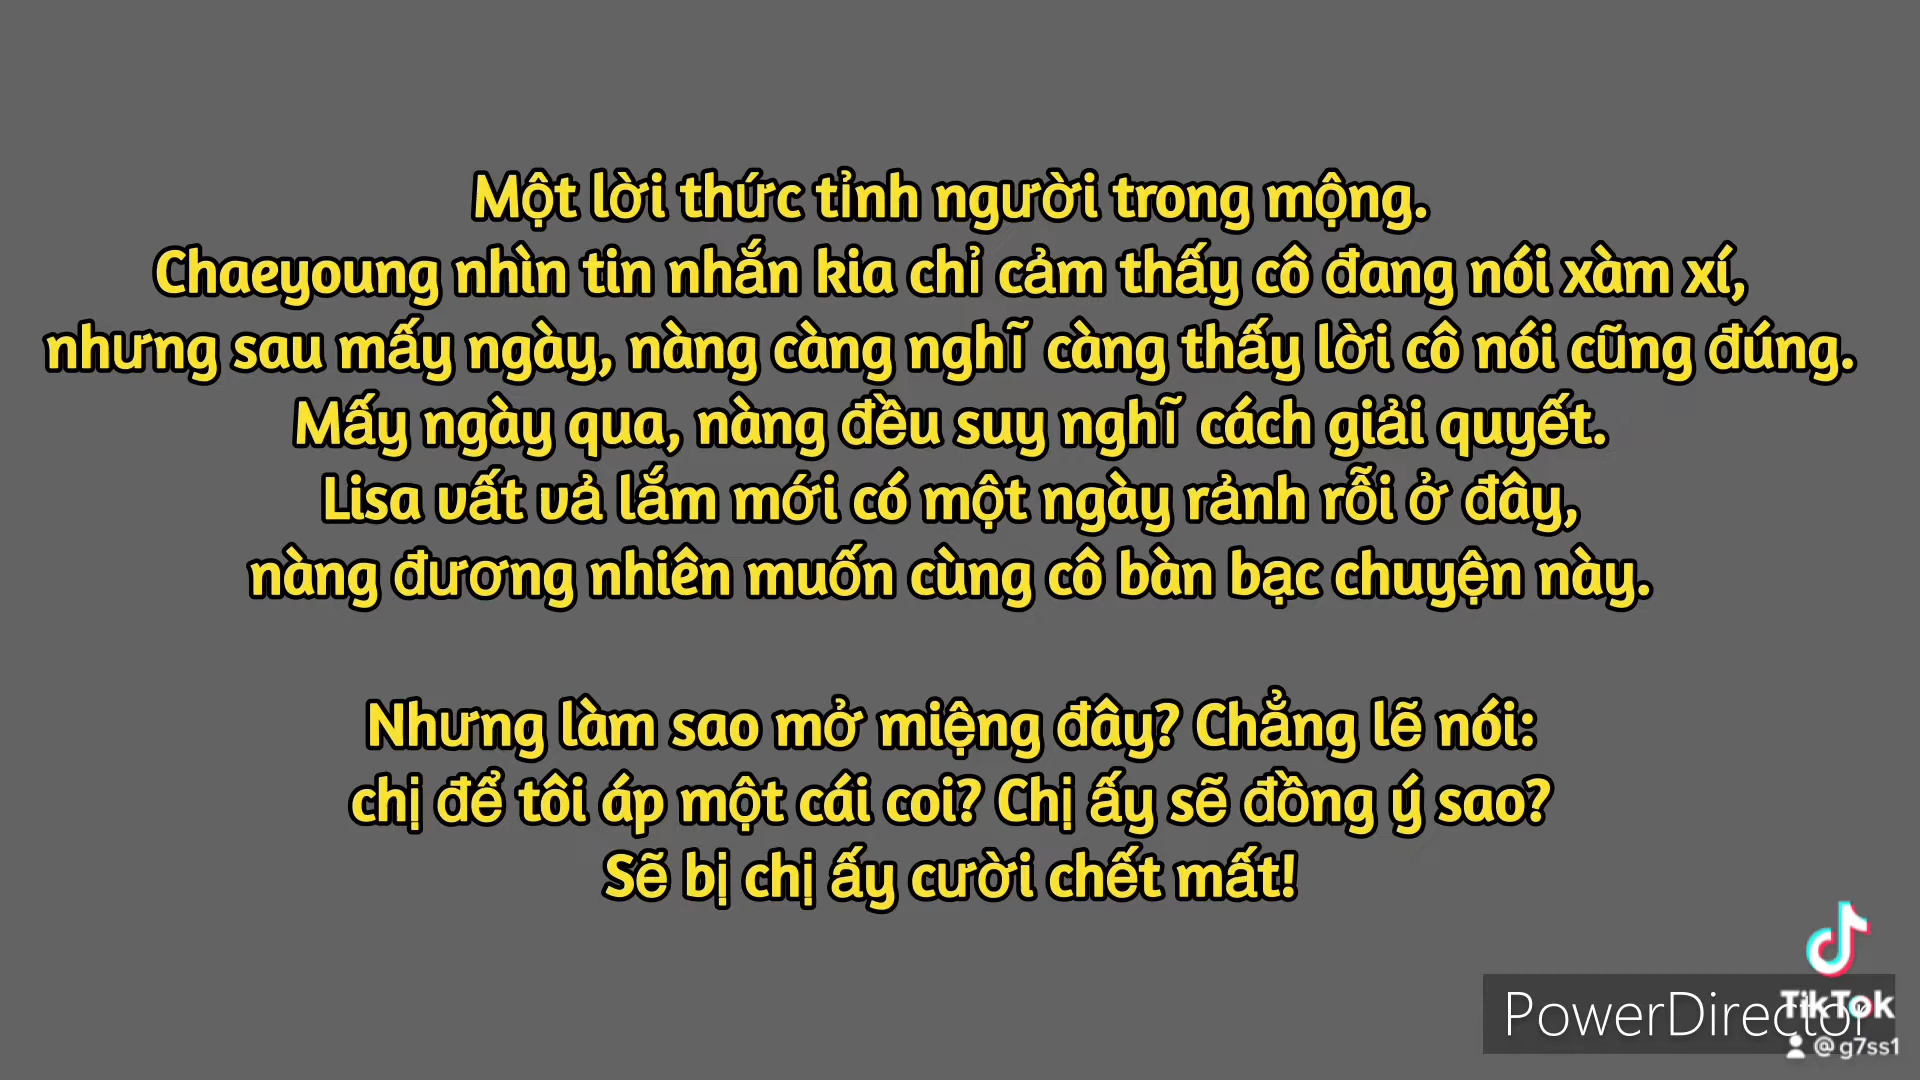 Một lời thức tỉnh người trong mộng.
Chaeyoung nhìn tin nhắn kia chỉ cảm thấy cô đang nói xàm xí,
nhưng sau mấy ngày, nàng càng nghĩ càng thấy lời cô nói cũng đúng.
Mấy ngày qua, nàng đều suy nghĩ cách giải quyết.
Lisa vất vả lắm mới có một ngày rảnh rỗi ở đây,
nàng đương nhiên muốn cùng cô bàn bạc chuyện này.
Nhưng làm sao mở miệng đây? Chẳng lẽ nói:
chị để tôi áp một cái coi? Chị ấy sẽ đồng ý sao?
Sẽ bị chị ấy cười chết mất!
PowerDirector
TikTok
@g7ss1